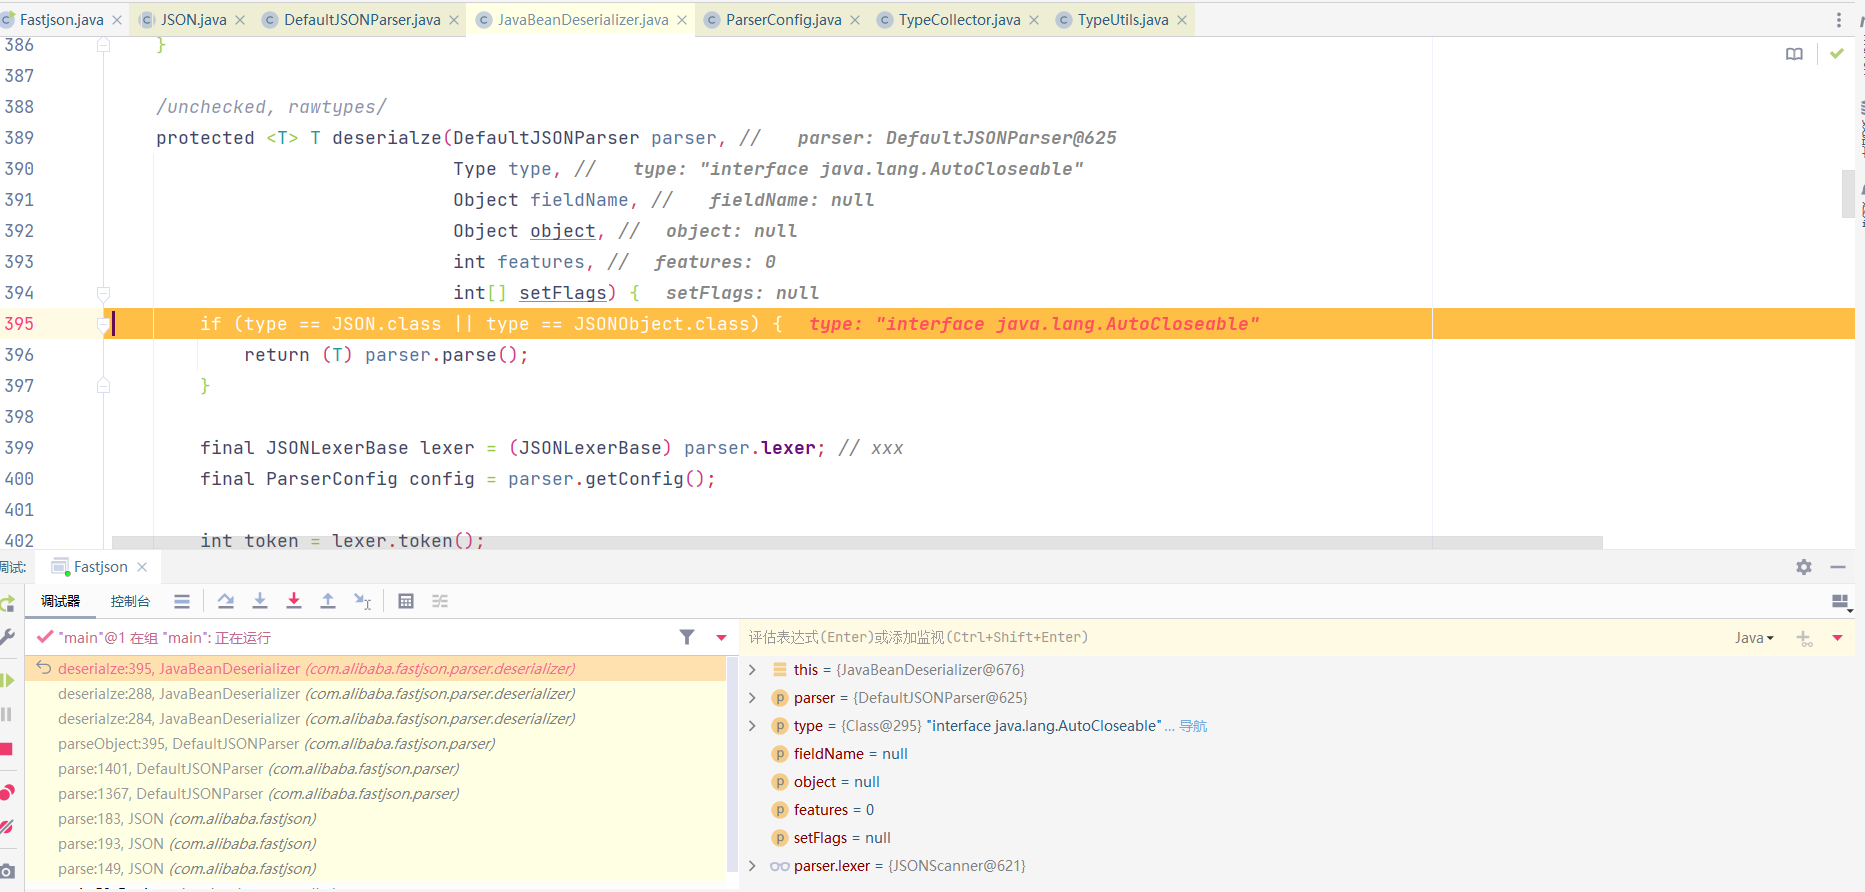 Fastjson.java JSON.java DefaultJSONParser.java JavaBeanDeserializer.java ParserConfig.java TypeCollector.java TypeUtils.java
386 }
387
388 /unchecked, rawtypes/
389 protected <T> T deserialze(DefaultJSONParser parser, // parser: DefaultJSONParser@625
390 Type type, // type: "interface java.lang.AutoCloseable"
391 Object fieldName, // fieldName: null
392 Object object, // object: null
393 int features, // features: 0
394 int[] setFlags) { setFlags: null
395 if (type == JSON.class || type == JSONObject.class) { type: "interface java.lang.AutoCloseable"
396 return (T) parser.parse();
397 }
398
399 final JSONLexerBase lexer = (JSONLexerBase) parser.lexer; // xxx
400 final ParserConfig config = parser.getConfig();
401
402 int token = lexer.token();
调试: Fastjson
调试器 控制台
"main"@1 在组 "main": 正在运行
评估表达式(Enter)或添加监视(Ctrl+Shift+Enter) Java
deserialze:395, JavaBeanDeserializer (com.alibaba.fastjson.parser.deserializer)
deserialze:288, JavaBeanDeserializer (com.alibaba.fastjson.parser.deserializer)
deserialze:284, JavaBeanDeserializer (com.alibaba.fastjson.parser.deserializer)
parseObject:395, DefaultJSONParser (com.alibaba.fastjson.parser)
parse:1401, DefaultJSONParser (com.alibaba.fastjson.parser)
parse:1367, DefaultJSONParser (com.alibaba.fastjson.parser)
parse:183, JSON (com.alibaba.fastjson)
parse:193, JSON (com.alibaba.fastjson)
parse:149, JSON (com.alibaba.fastjson)
this = {JavaBeanDeserializer@676}
parser = {DefaultJSONParser@625}
type = {Class@295} "interface java.lang.AutoCloseable"... 导航
fieldName = null
object = null
features = 0
setFlags = null
parser.lexer = {JSONScanner@621}